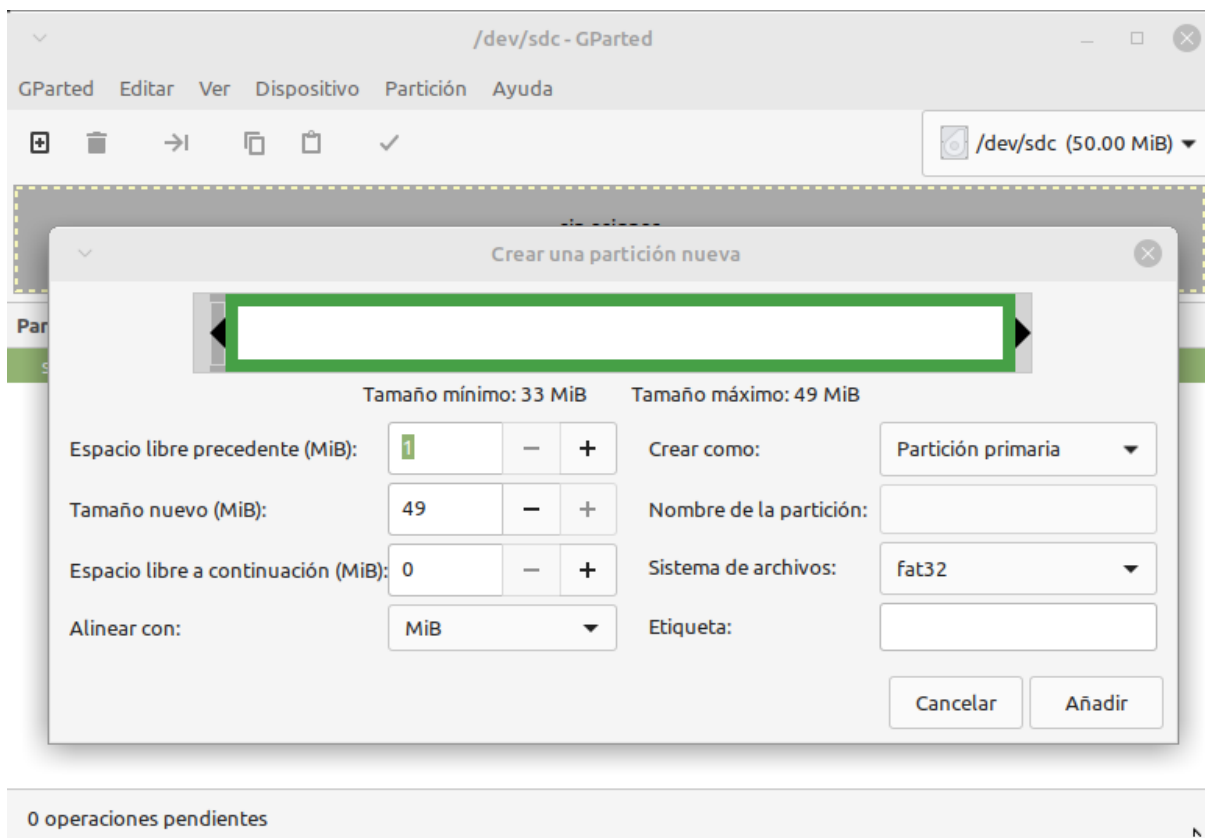 /dev/sdc - GParted
GParted Editar Ver Dispositivo Partición Ayuda
/dev/sdc (50.00 MiB)
Crear una partición nueva
Par
Tamaño mínimo: 33 MiB Tamaño máximo: 49 MiB
Espacio libre precedente (MiB): 1 Crear como: Partición primaria
Tamaño nuevo (MiB): 49 Nombre de la partición:
Espacio libre a continuación (MiB): 0 Sistema de archivos: fat32
Alinear con: MiB Etiqueta:
Cancelar Añadir
0 operaciones pendientes